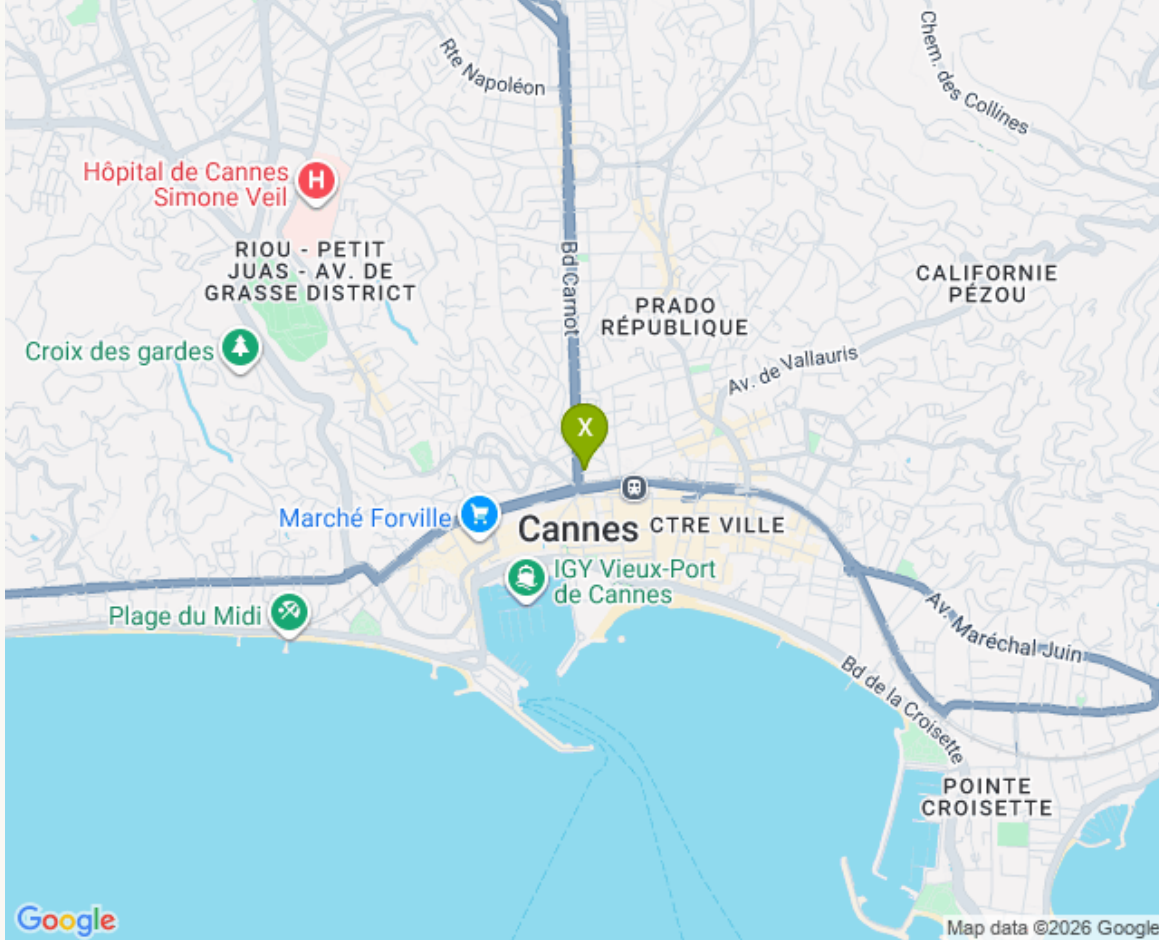 Rte Napoléon
Chem. des Collines
Hôpital de Cannes
Simone Veil
H
RIOU - PETIT
JUAS - AV. DE
GRASSE DISTRICT
Bd Carnot
CALIFORNIE
PÉZOU
PRADO
RÉPUBLIQUE
Croix des gardes
Av. de Vallauris
X
Marché Forville
Cannes
CTRE VILLE
IGY Vieux-Port
de Cannes
Plage du Midi
Av. Maréchal Juin
Bd de la Croisette
POINTE
CROISETTE
Google
Map data ©2026 Google